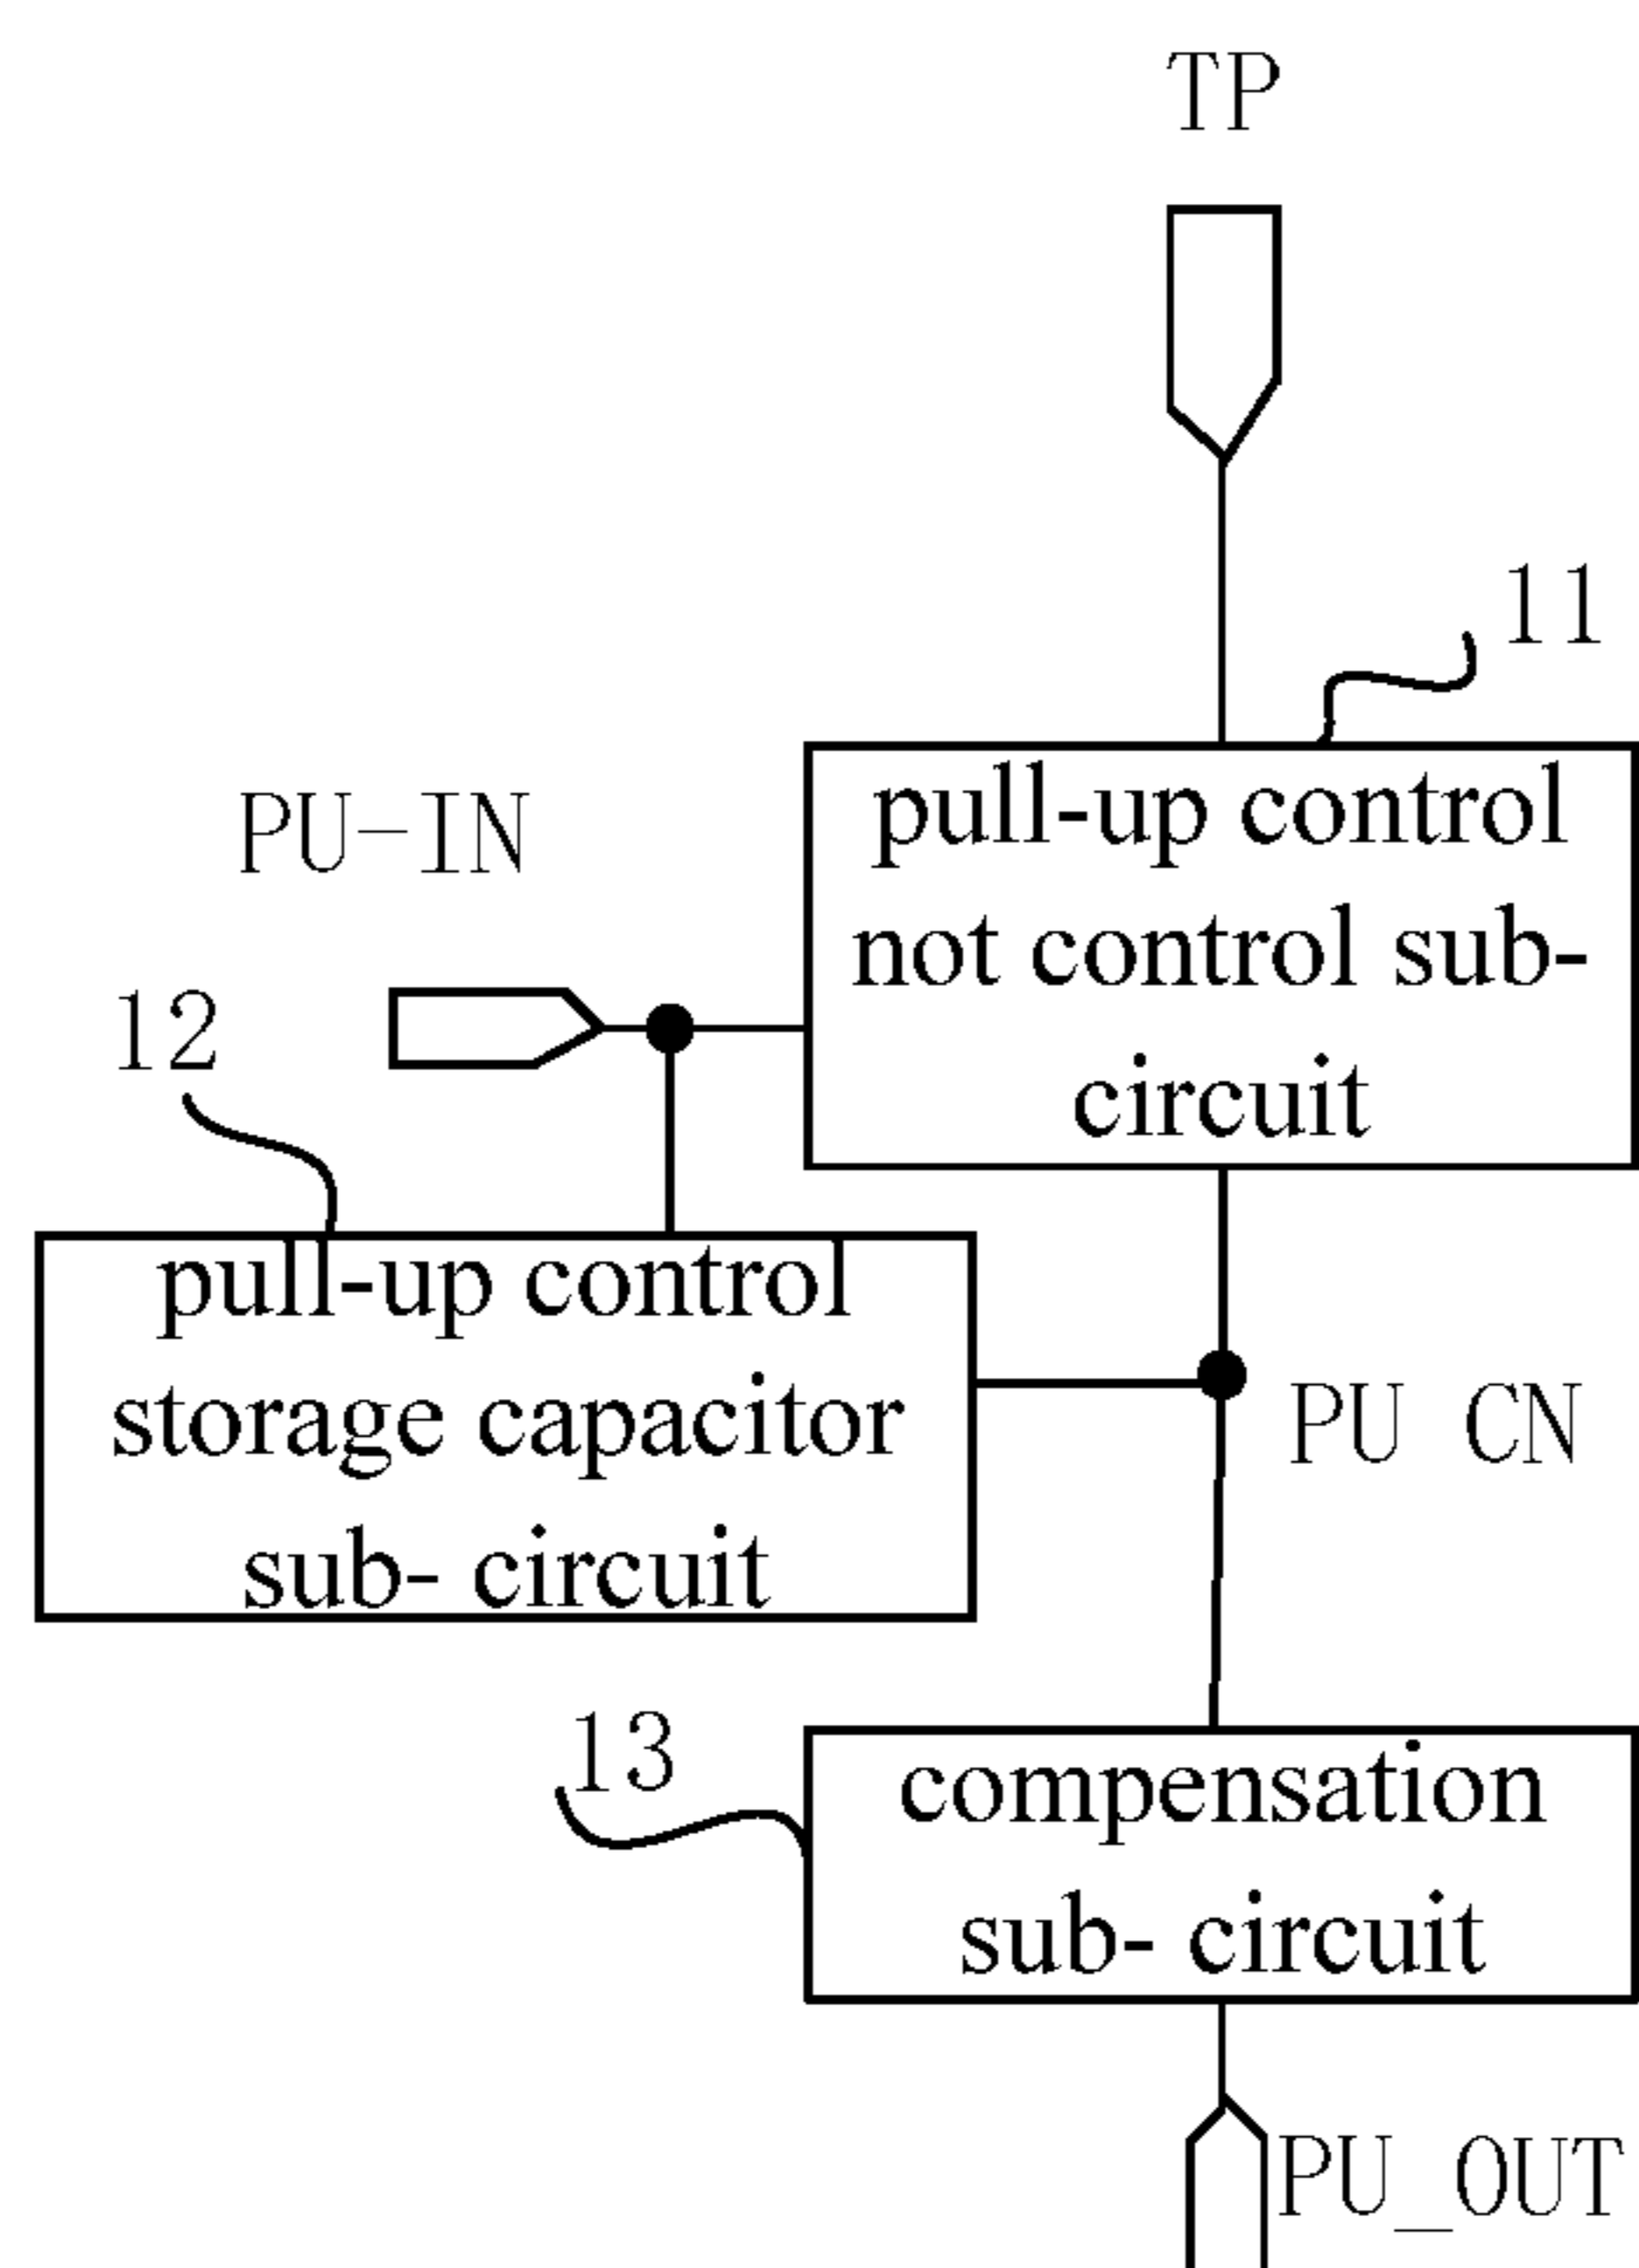 TP
11
pull-up control
not control sub-
circuit
PU-IN
12
pull-up control
storage capacitor
sub- circuit
PU CN
13
compensation
sub- circuit
PU_OUT